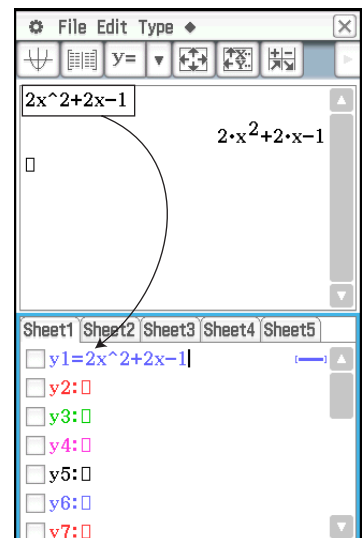 File Edit Type ◆
Y=
2x^2+2x-1
2·x²+2·x-1
Sheet1 Sheet2 Sheet3 Sheet4 Sheet5
y1=2x^2+2x-1
y2:▯
y3:▯
y4:▯
y5:▯
y6:▯
y7:▯